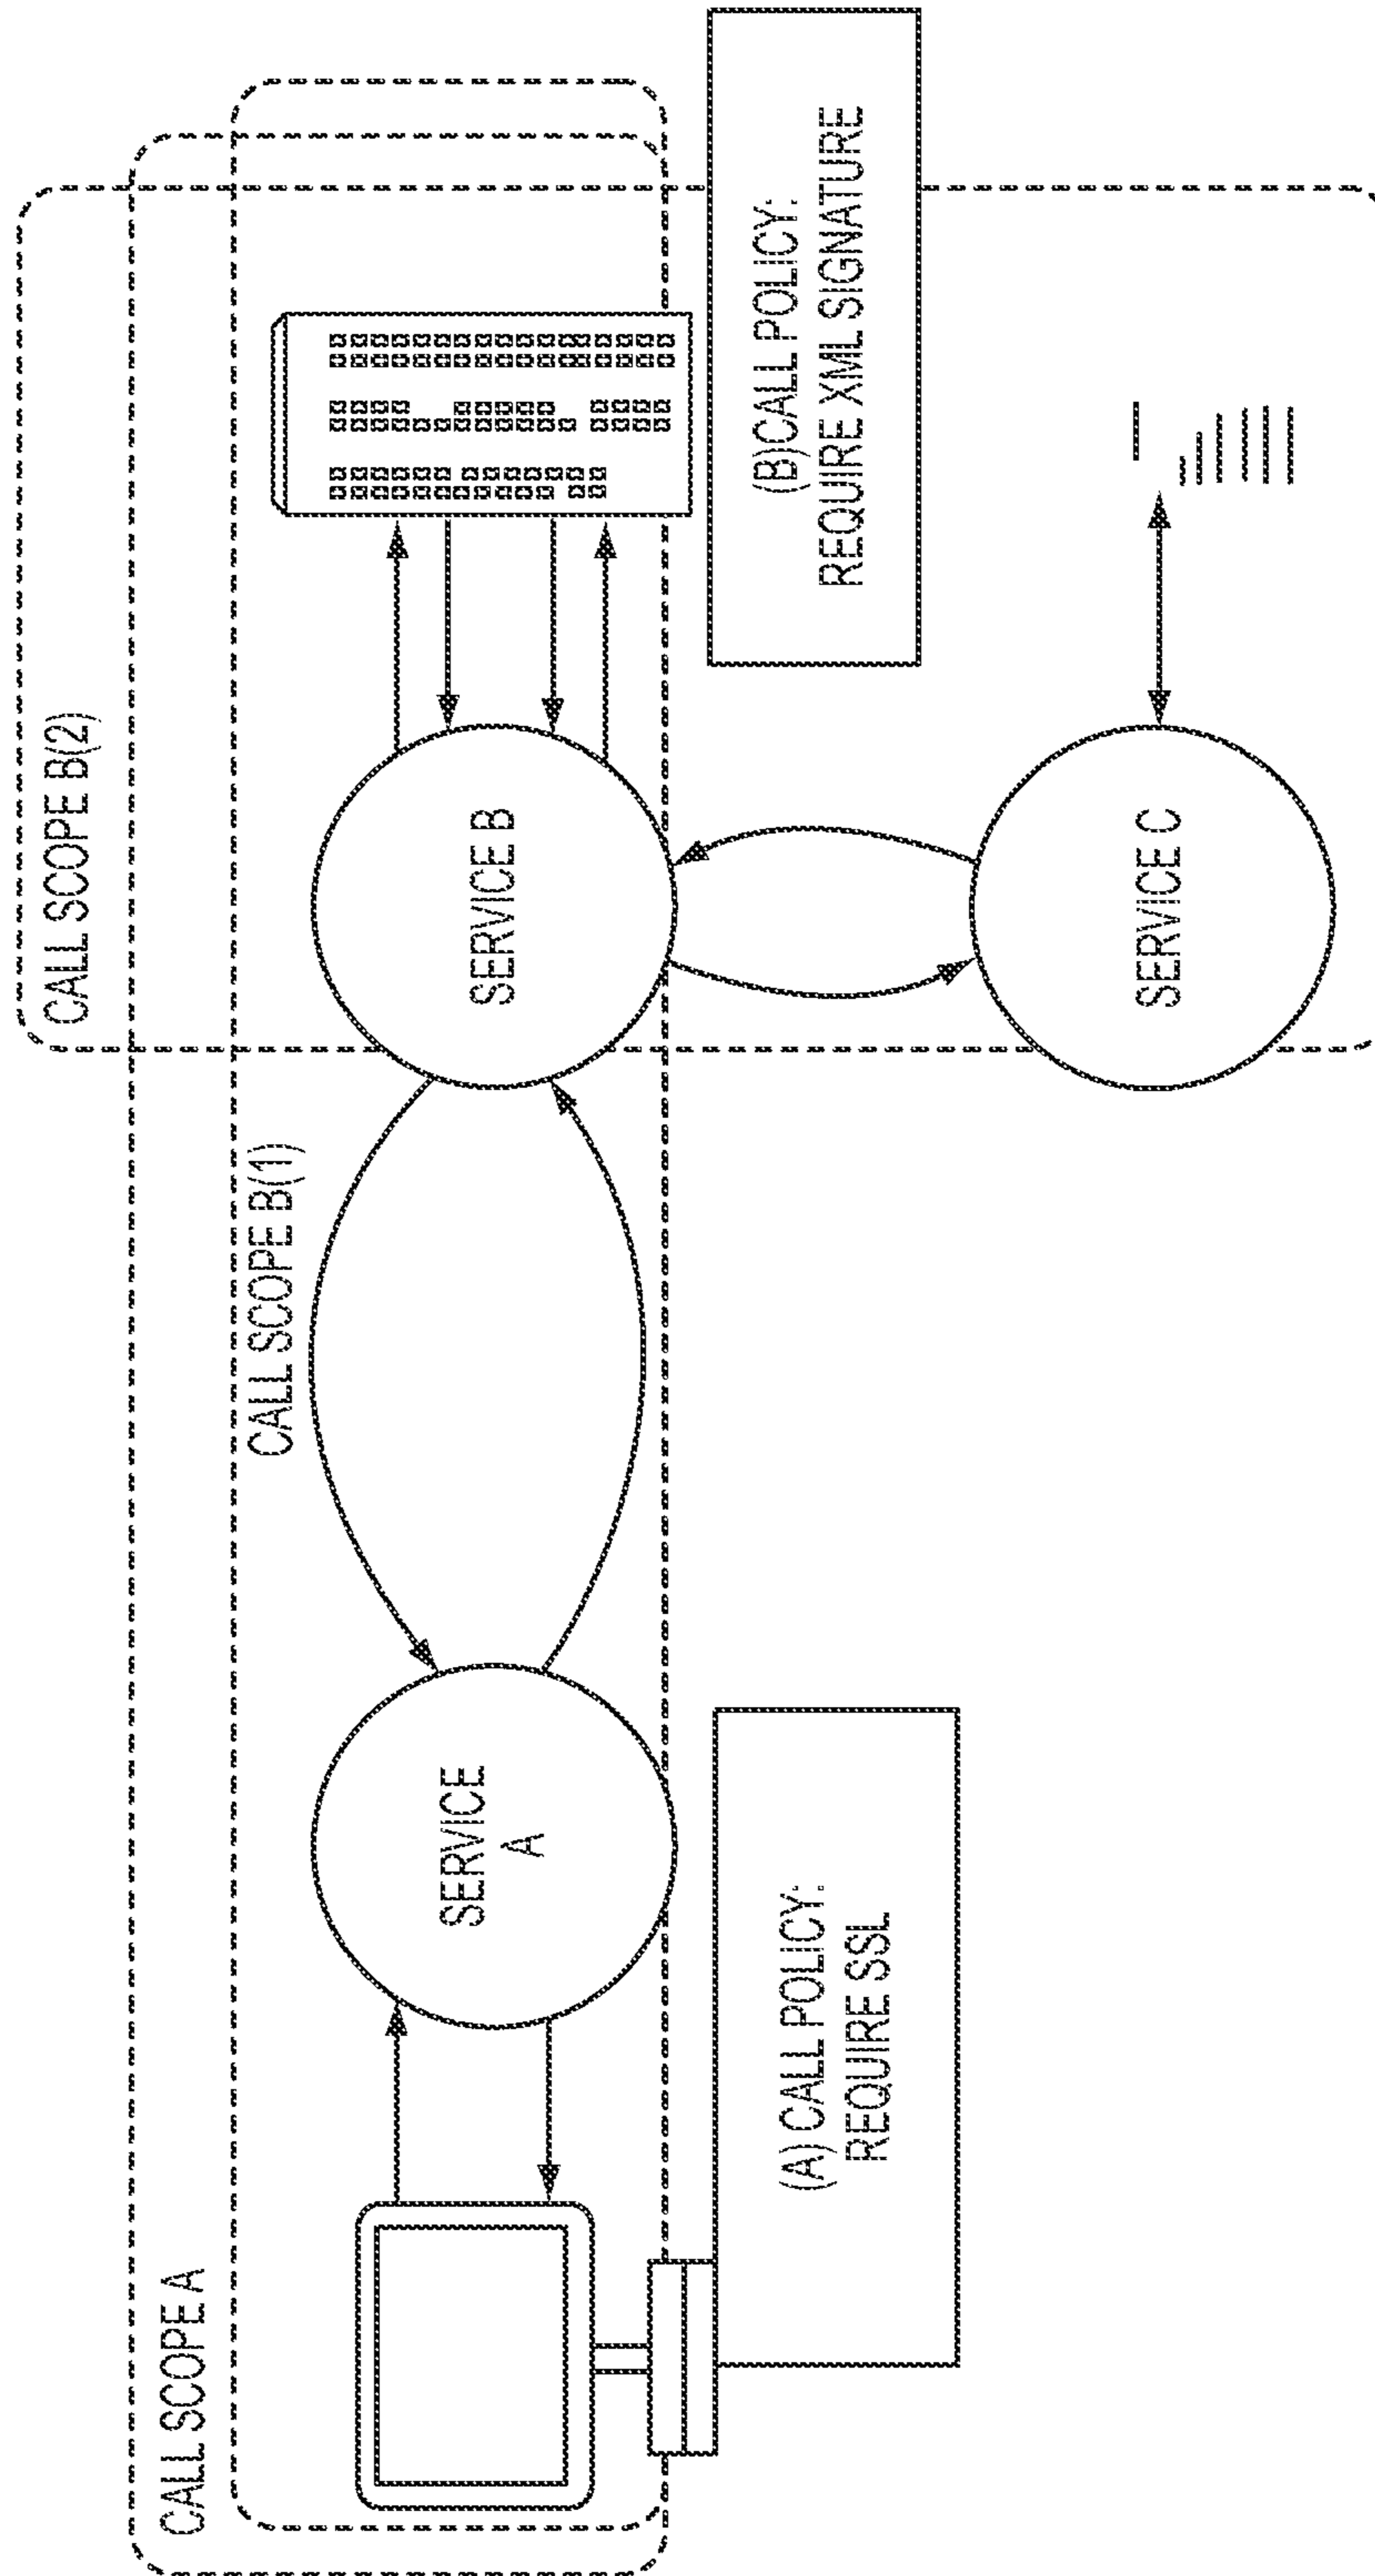 CALL SCOPE A
CALL SCOPE B(2)
CALL SCOPE B(1)
SERVICE
A
SERVICE B
(A) CALL POLICY:
REQUIRE SSL
(B)CALL POLICY:
REQUIRE XML SIGNATURE
SERVICE C